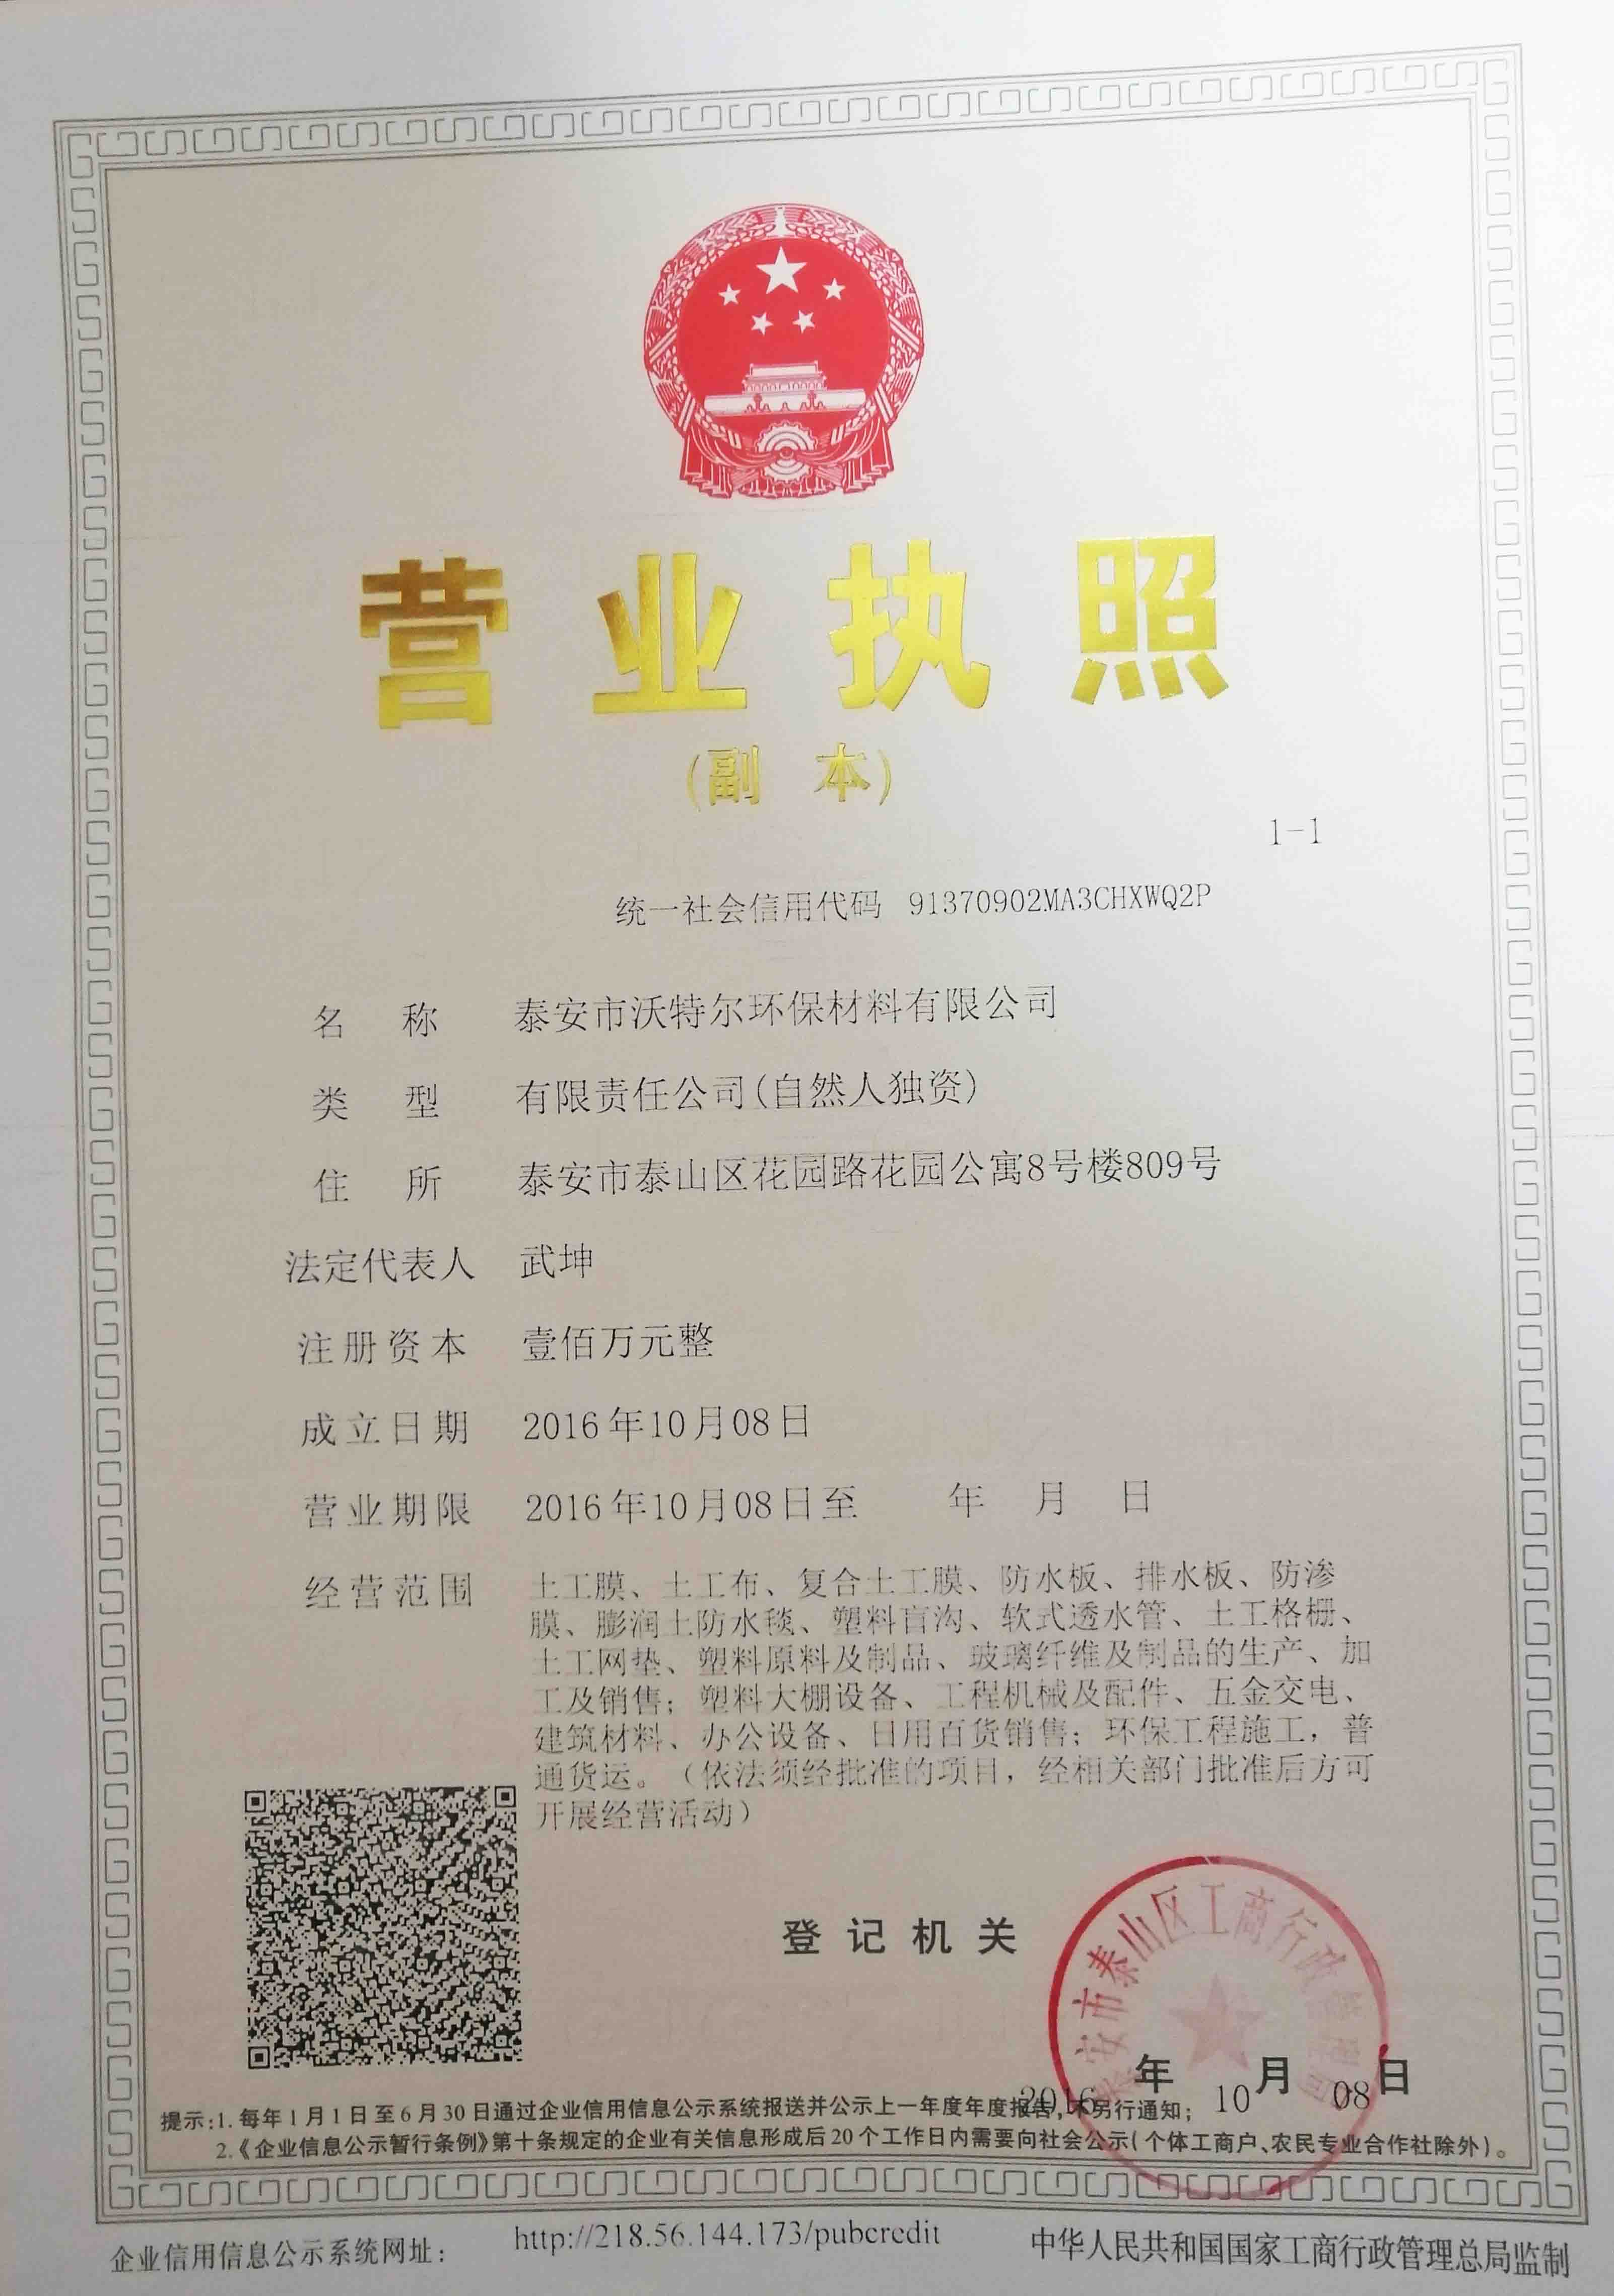 营业执照
(副本)
1-1
统一社会信用代码 91370902MA3CHXWQ2P
名称 泰安市沃特尔环保材料有限公司
类型 有限责任公司(自然人独资)
住所 泰安市泰山区花园路花园公寓8号楼809号
法定代表人 武坤
注册资本 壹佰万元整
成立日期 2016年10月08日
营业期限 2016年10月08日至 年 月 日
经营范围 土工膜、土工布、复合土工膜、防水板、排水板、防渗
膜、膨润土防水毯、塑料盲沟、软式透水管、土工格栅、
土工网垫、塑料原料及制品、玻璃纤维及制品的生产、加
工及销售；塑料大棚设备、工程机械及配件、五金交电、
建筑材料、办公设备、日用百货销售；环保工程施工，普
通货运。（依法须经批准的项目，经相关部门批准后方可
开展经营活动）
登记机关
泰安市泰山区工商行政管理局
2016年10月08日
提示:1.每年1月1日至6月30日通过企业信用信息公示系统报送并公示上一年度年度报告,不另行通知;
2.《企业信息公示暂行条例》第十条规定的企业有关信息形成后20个工作日内需要向社会公示(个体工商户、农民专业合作社除外)。
企业信用信息公示系统网址: http://218.56.144.173/pubcredit 中华人民共和国国家工商行政管理总局监制